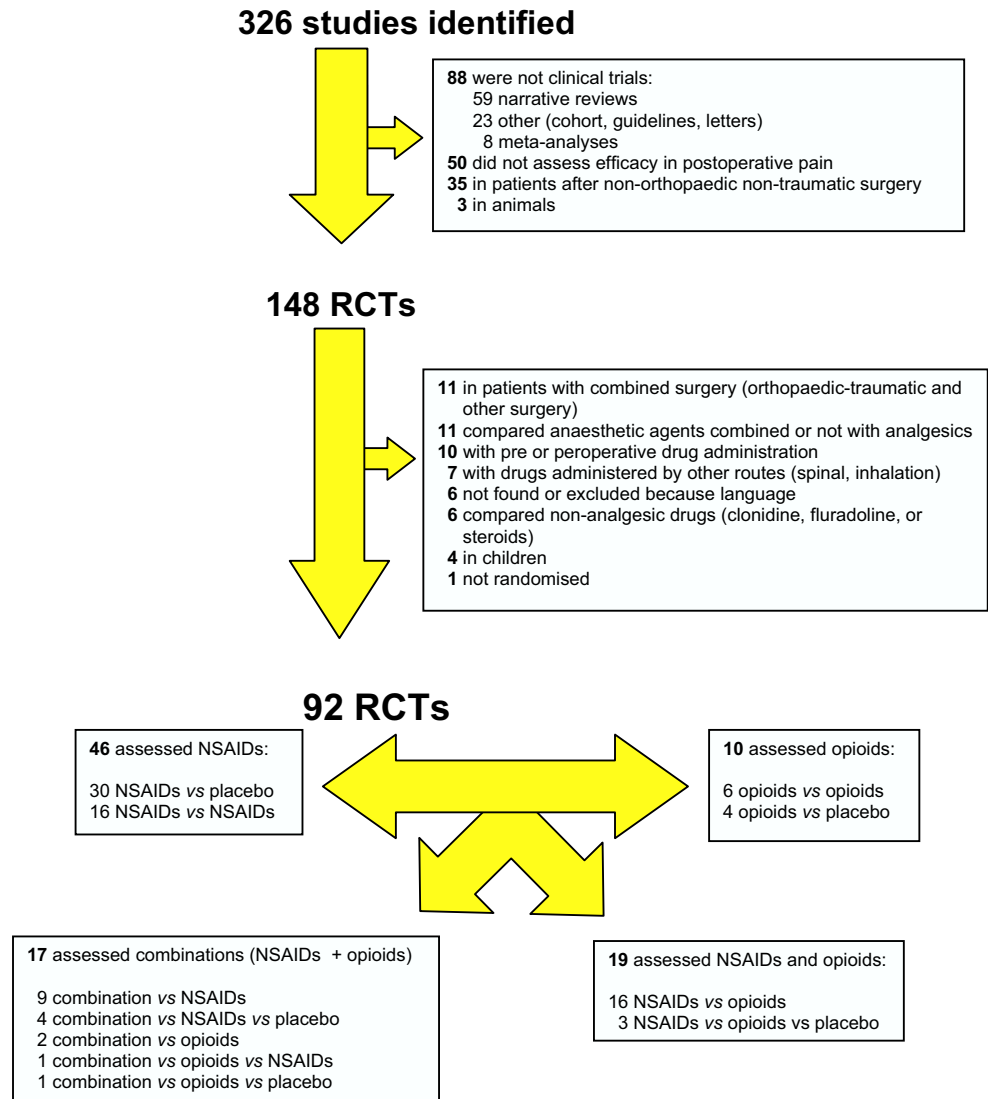 326 studies identified
88 were not clinical trials:
59 narrative reviews
23 other (cohort, guidelines, letters)
8 meta-analyses
50 did not assess efficacy in postoperative pain
35 in patients after non-orthopaedic non-traumatic surgery
3 in animals
148 RCTs
11 in patients with combined surgery (orthopaedic-traumatic and
other surgery)
11 compared anaesthetic agents combined or not with analgesics
10 with pre or peroperative drug administration
7 with drugs administered by other routes (spinal, inhalation)
6 not found or excluded because language
6 compared non-analgesic drugs (clonidine, fluradoline, or
steroids)
4 in children
1 not randomised
92 RCTs
46 assessed NSAIDs:
30 NSAIDs vs placebo
16 NSAIDs vs NSAIDs
10 assessed opioids:
6 opioids vs opioids
4 opioids vs placebo
17 assessed combinations (NSAIDs + opioids)
9 combination vs NSAIDs
4 combination vs NSAIDs vs placebo
2 combination vs opioids
1 combination vs opioids vs NSAIDs
1 combination vs opioids vs placebo
19 assessed NSAIDs and opioids:
16 NSAIDs vs opioids
3 NSAIDs vs opioids vs placebo